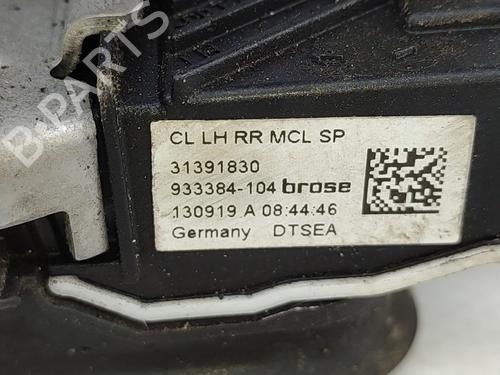 B-PARTS
CL LH RR MCL SP
31391830
933384-104 brose
130919 A 08:44:46
Germany DTSEA